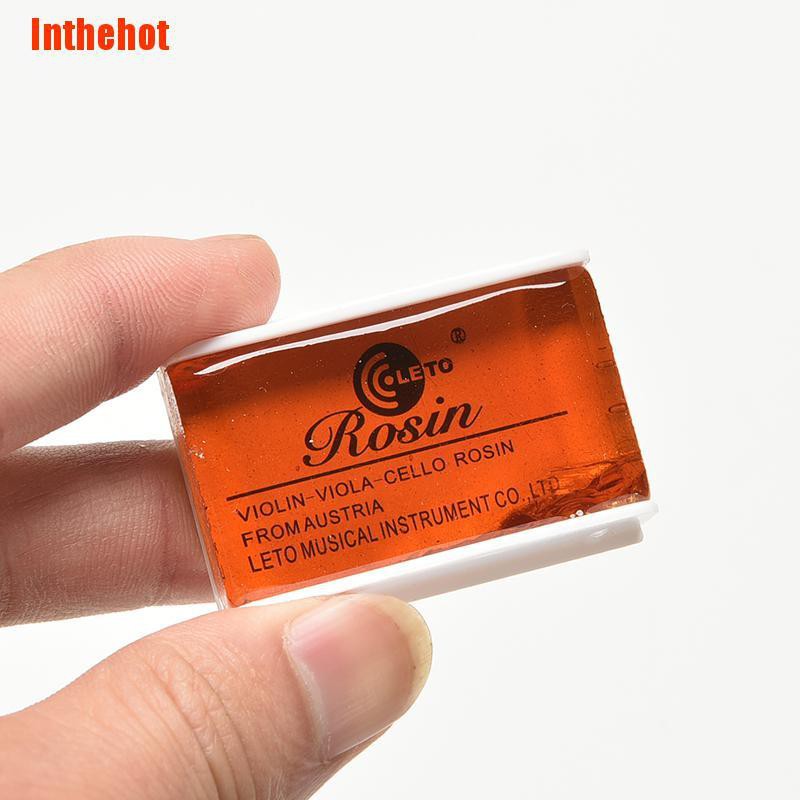 Inthehot
LETO ®
Rosin
VIOLIN-VIOLA-CELLO ROSIN
FROM AUSTRIA
LETO MUSICAL INSTRUMENT CO.,LTD